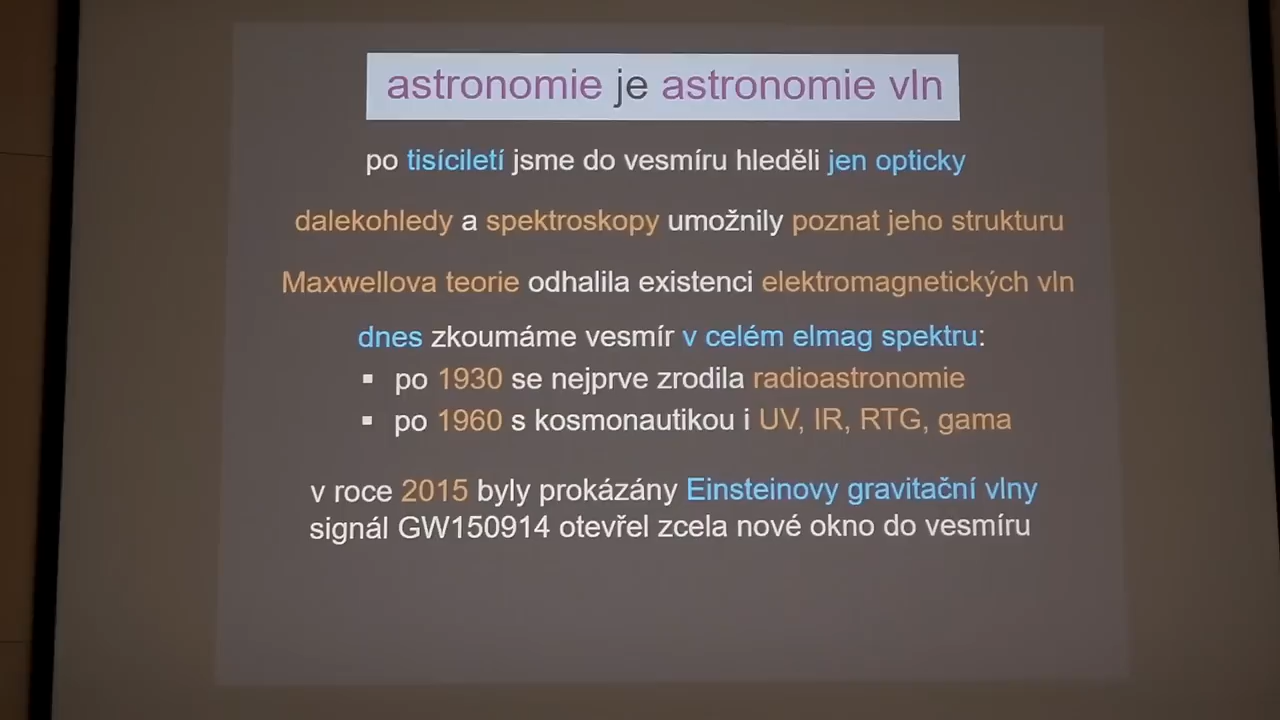 astronomie je astronomie vln
po tisíciletí jsme do vesmíru hleděli jen opticky
dalekohledy a spektroskopy umožnily poznat jeho strukturu
Maxwellova teorie odhalila existenci elektromagnetických vln
dnes zkoumáme vesmír v celém elmag spektru:
▪ po 1930 se nejprve zrodila radioastronomie
▪ po 1960 s kosmonautikou i UV, IR, RTG, gama
v roce 2015 byly prokázány Einsteinovy gravitační vlny
signál GW150914 otevřel zcela nové okno do vesmíru